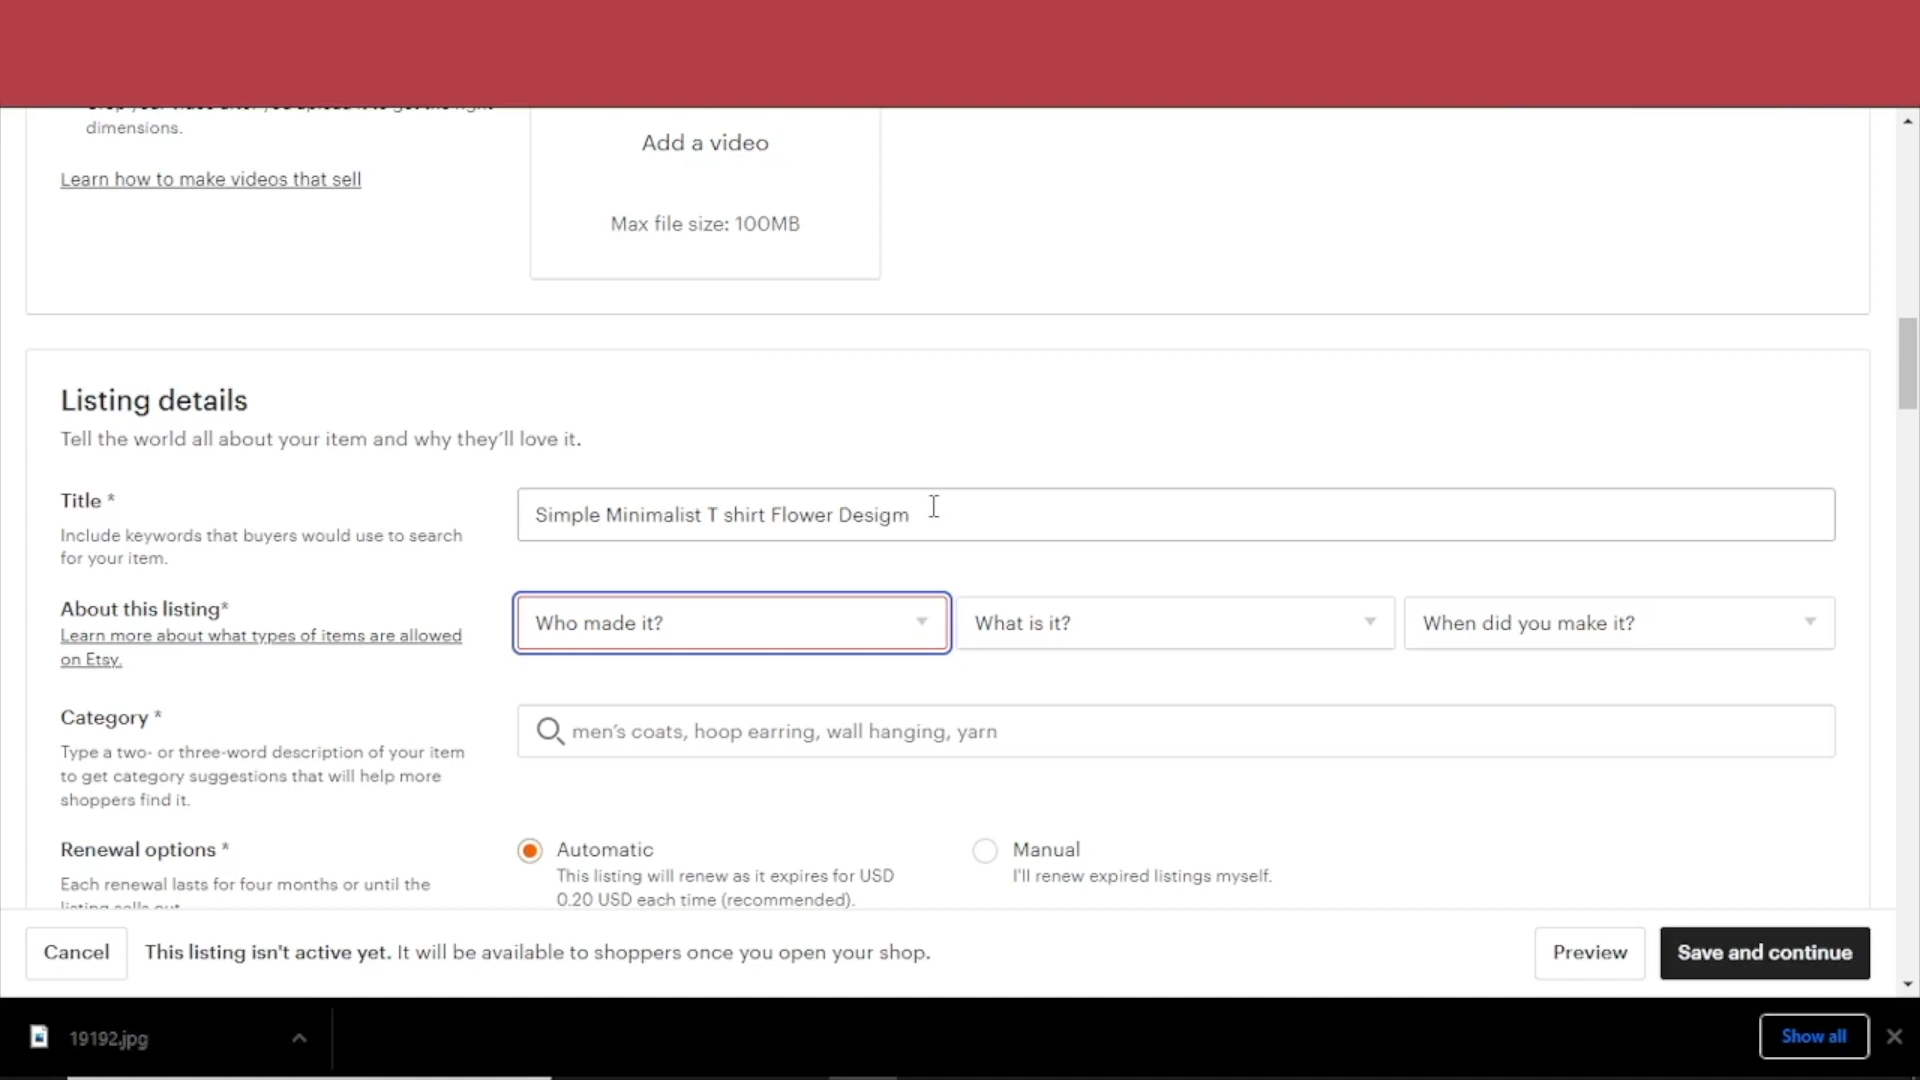 dimensions.
Learn how to make videos that sell
Add a video
Max file size: 100MB
Listing details
Tell the world all about your item and why they'll love it.
Title *
Include keywords that buyers would use to search
for your item.
Simple Minimalist T shirt Flower Desigm
About this listing*
Learn more about what types of items are allowed
on Etsy.
Who made it?
What is it?
When did you make it?
Category *
Type a two- or three-word description of your item
to get category suggestions that will help more
shoppers find it.
men's coats, hoop earring, wall hanging, yarn
Renewal options *
Each renewal lasts for four months or until the
Automatic
This listing will renew as it expires for USD
0.20 USD each time (recommended).
Manual
I'll renew expired listings myself.
Cancel
This listing isn't active yet. It will be available to shoppers once you open your shop.
Preview
Save and continue
19192.jpg
Show all